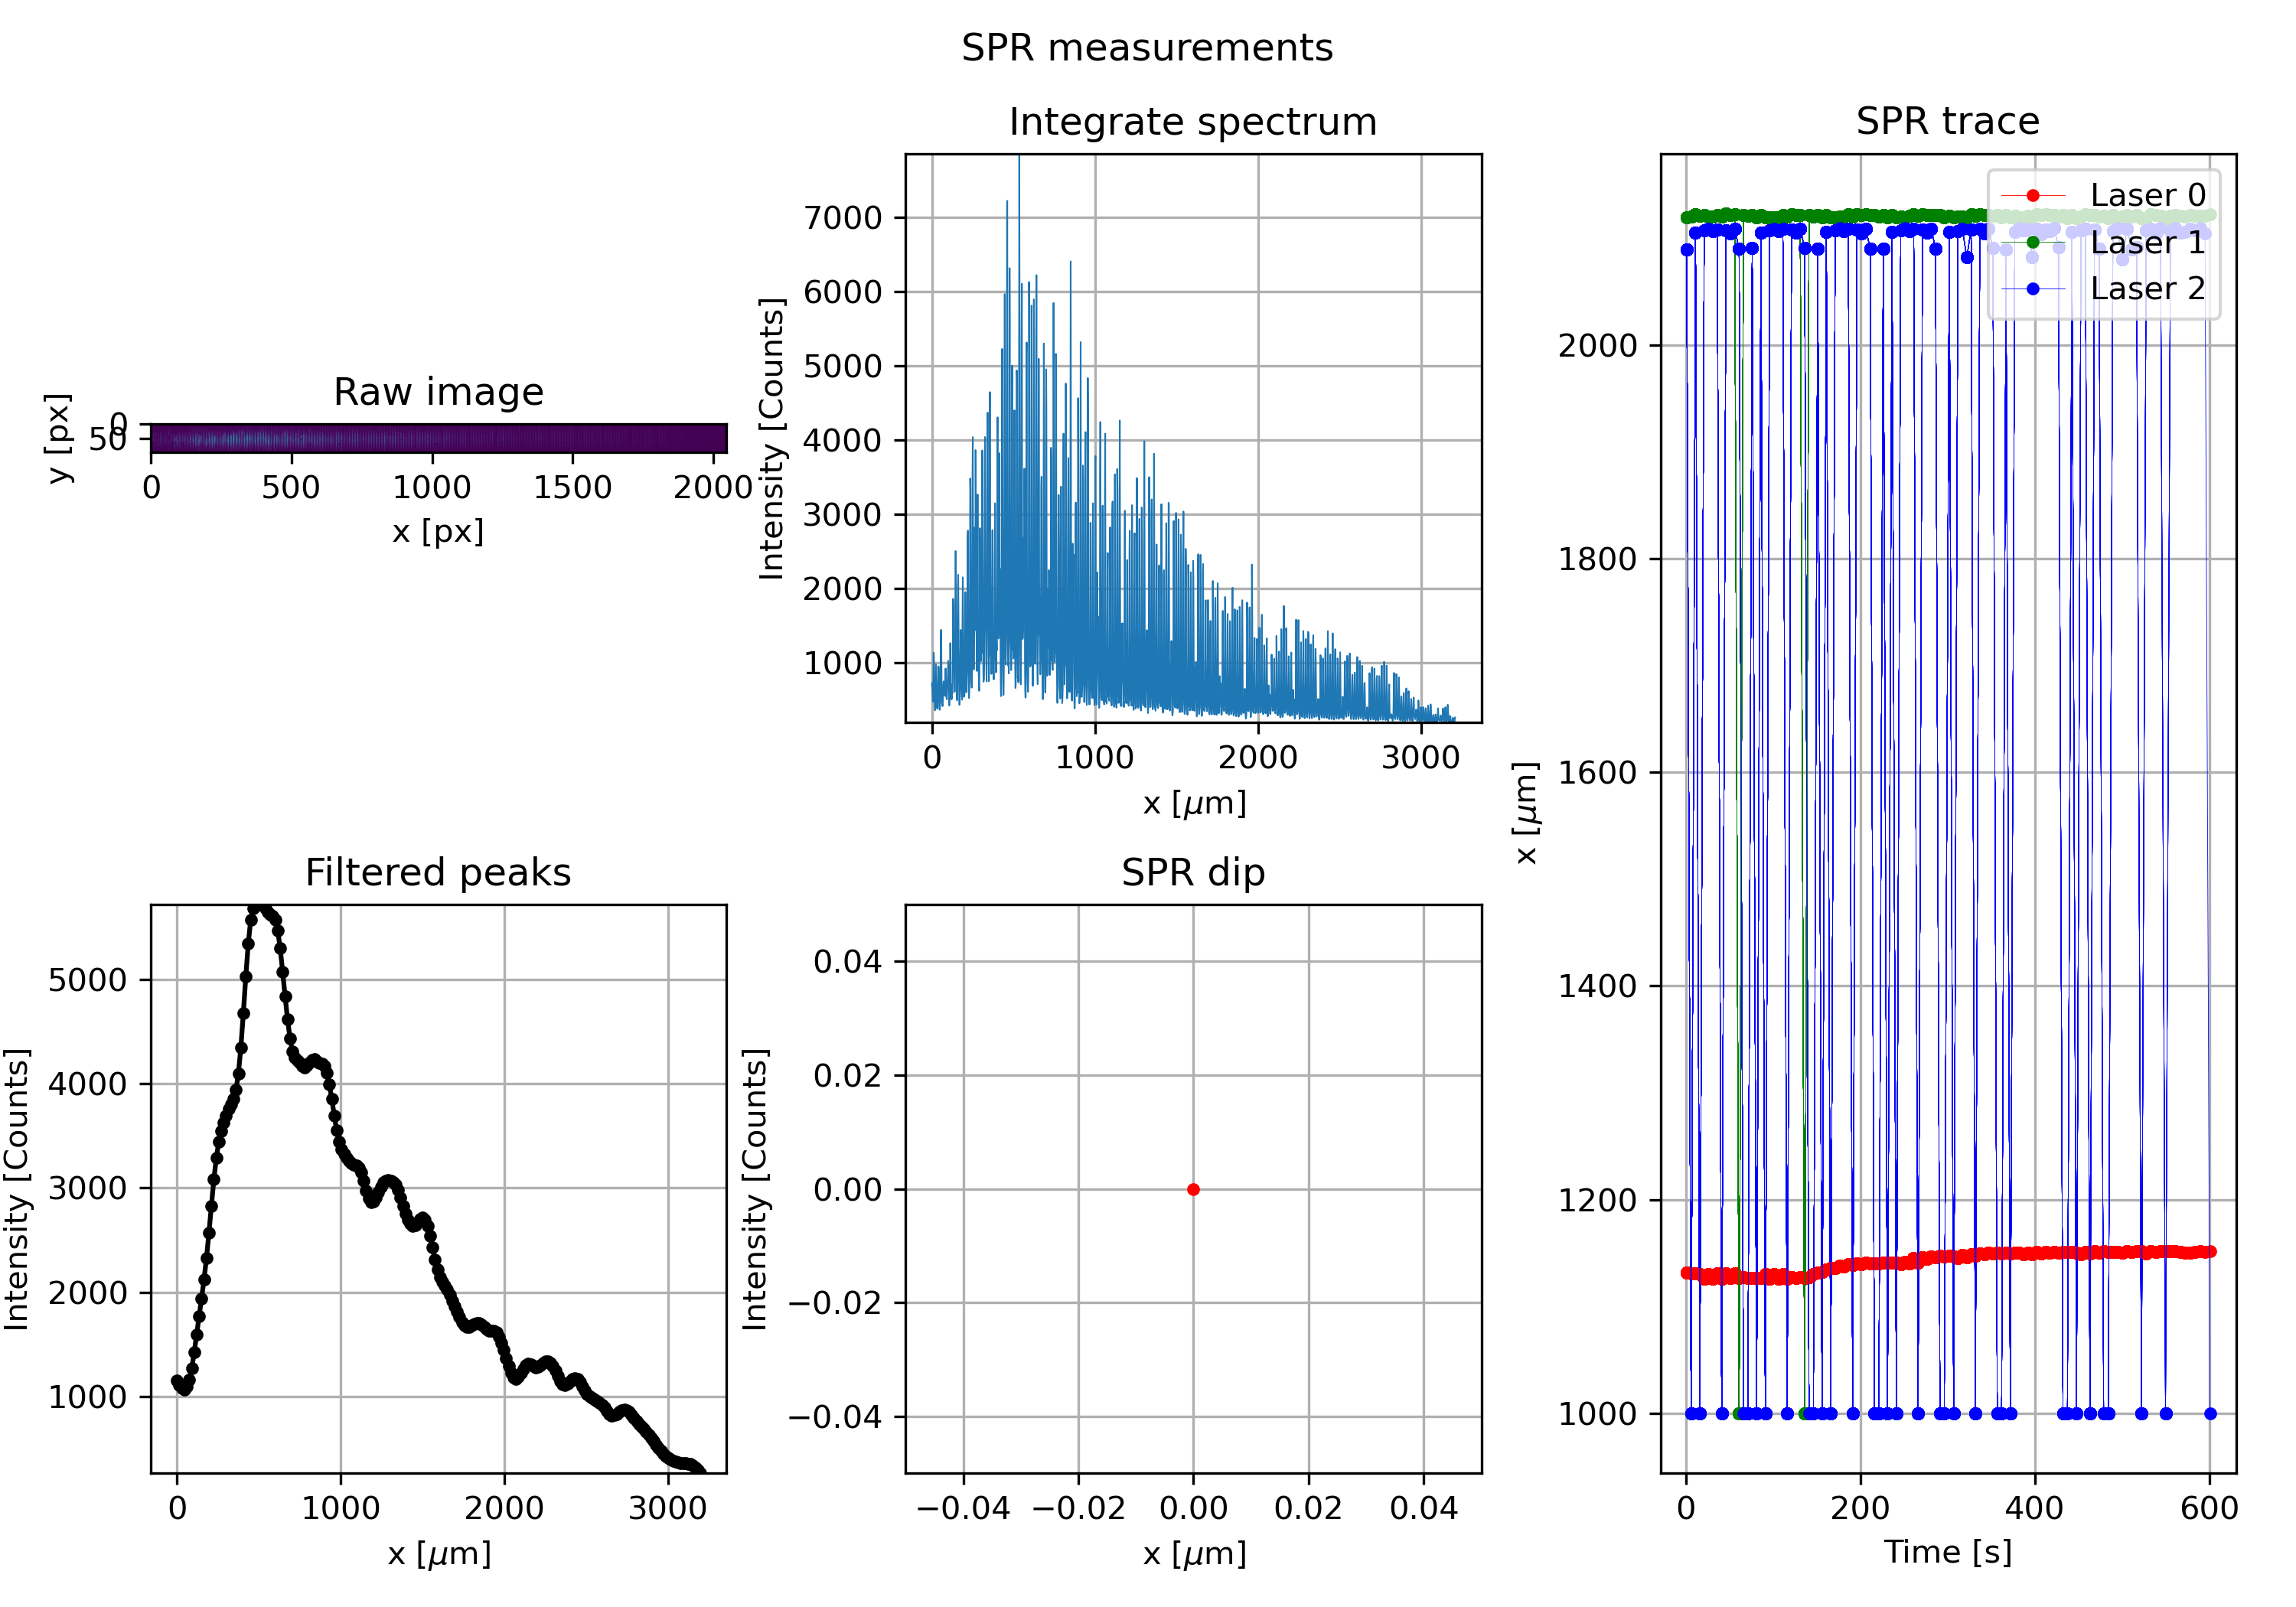 SPR measurements
Raw image
y [px]
0
50
0 500 1000 1500 2000
x [px]
Integrate spectrum
Intensity [Counts]
7000
6000
5000
4000
3000
2000
1000
0 1000 2000 3000
x [μm]
SPR trace
Laser 0
Laser 1
Laser 2
x [μm]
2000
1800
1600
1400
1200
1000
0 200 400 600
Time [s]
Filtered peaks
Intensity [Counts]
5000
4000
3000
2000
1000
0 1000 2000 3000
x [μm]
SPR dip
Intensity [Counts]
0.04
0.02
0.00
−0.02
−0.04
−0.04 −0.02 0.00 0.02 0.04
x [μm]